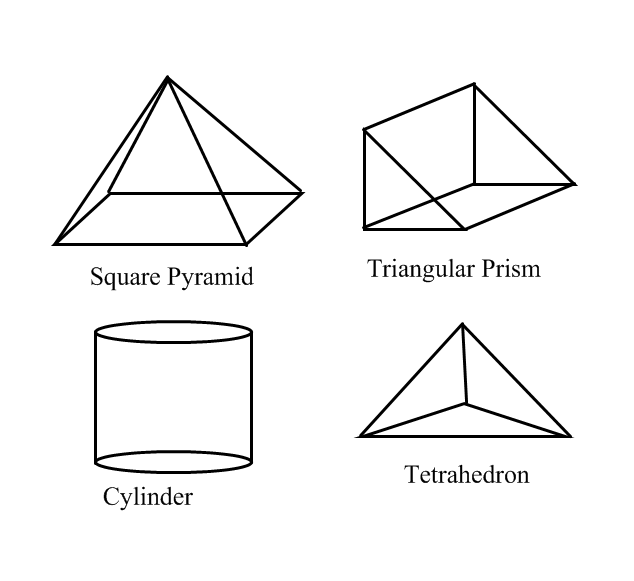 Square Pyramid
Triangular Prism
Cylinder
Tetrahedron